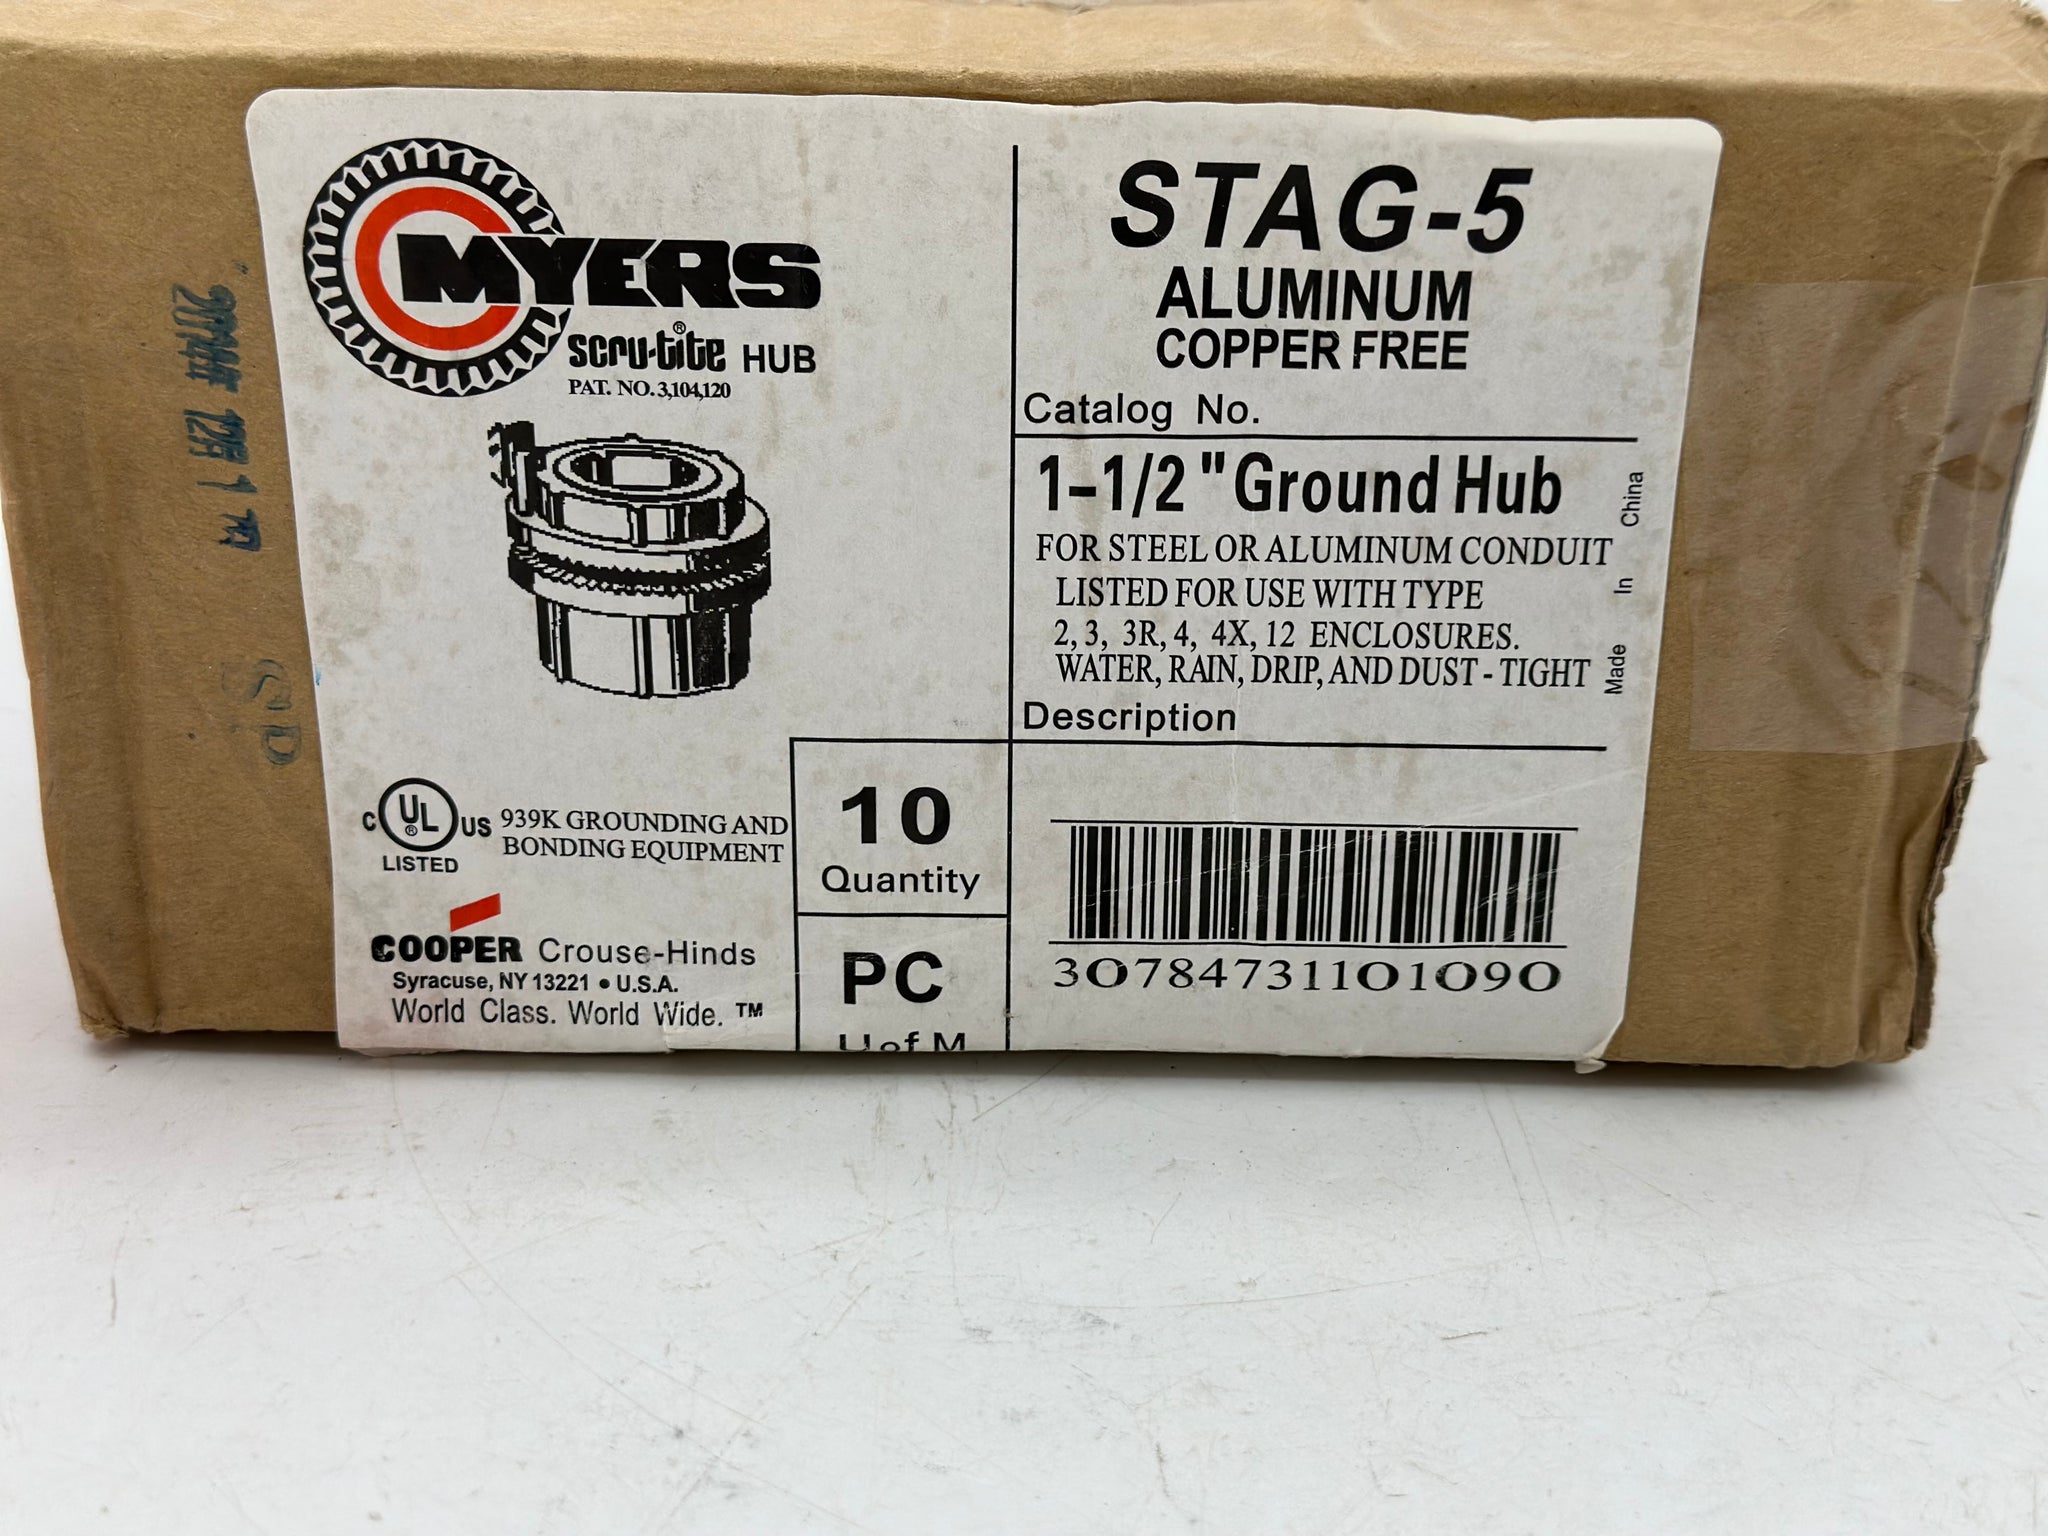 MYERS
scru-tite® HUB
PAT. NO. 3,104,120
STAG-5
ALUMINUM
COPPER FREE
Catalog No.
1-1/2 "Ground Hub
FOR STEEL OR ALUMINUM CONDUIT
LISTED FOR USE WITH TYPE
2, 3, 3R, 4, 4X, 12 ENCLOSURES.
WATER, RAIN, DRIP, AND DUST - TIGHT
Description
Made In China
C UL® US
LISTED
939K GROUNDING AND
BONDING EQUIPMENT
COOPER Crouse-Hinds
Syracuse, NY 13221 • U.S.A.
World Class. World Wide. ™
10
Quantity
PC
U of M
30784731101090